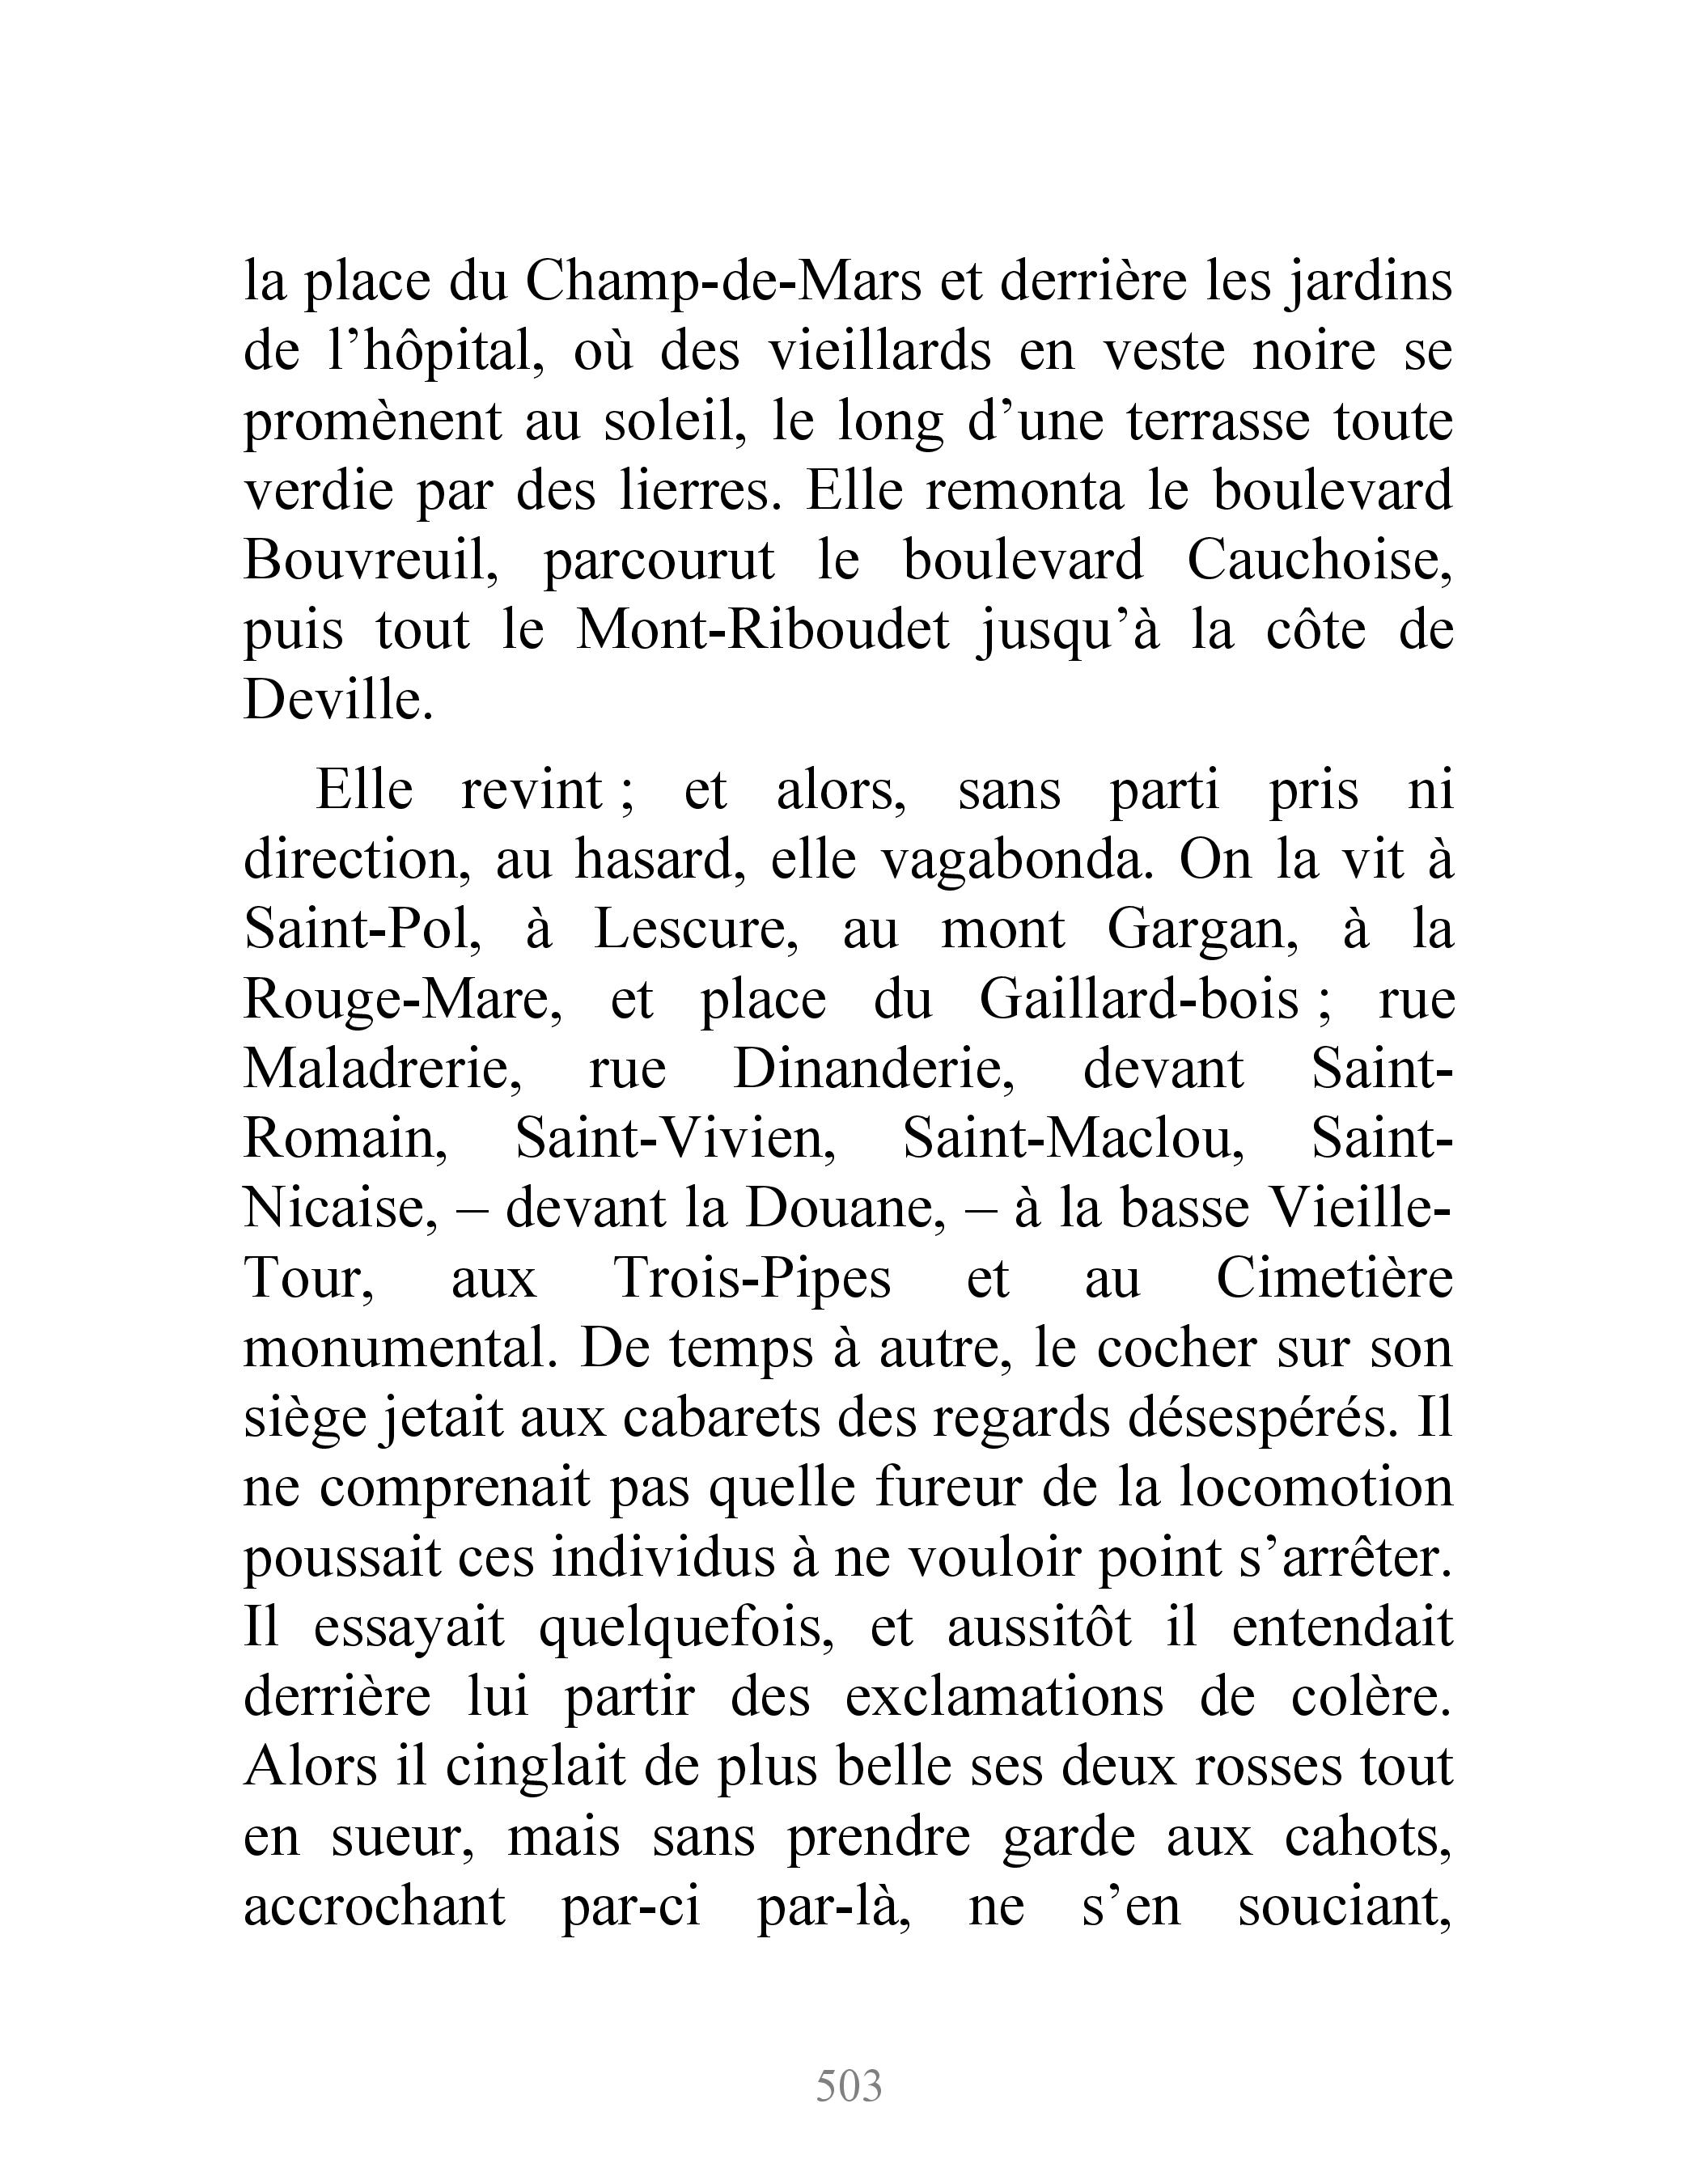 la place du Champ-de-Mars et derrière les jardins
de l’hôpital, où des vieillards en veste noire se
promènent au soleil, le long d’une terrasse toute
verdie par des lierres. Elle remonta le boulevard
Bouvreuil, parcourut le boulevard Cauchoise,
puis tout le Mont-Riboudet jusqu’à la côte de
Deville.
Elle revint ; et alors, sans parti pris ni
direction, au hasard, elle vagabonda. On la vit à
Saint-Pol, à Lescure, au mont Gargan, à la
Rouge-Mare, et place du Gaillard-bois ; rue
Maladrerie, rue Dinanderie, devant Saint-
Romain, Saint-Vivien, Saint-Maclou, Saint-
Nicaise, – devant la Douane, – à la basse Vieille-
Tour, aux Trois-Pipes et au Cimetière
monumental. De temps à autre, le cocher sur son
siège jetait aux cabarets des regards désespérés. Il
ne comprenait pas quelle fureur de la locomotion
poussait ces individus à ne vouloir point s’arrêter.
Il essayait quelquefois, et aussitôt il entendait
derrière lui partir des exclamations de colère.
Alors il cinglait de plus belle ses deux rosses tout
en sueur, mais sans prendre garde aux cahots,
accrochant par-ci par-là, ne s’en souciant,
503